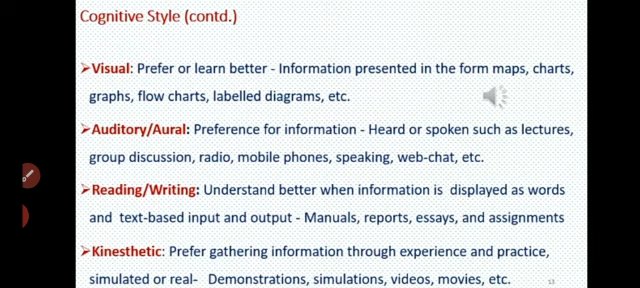 Cognitive Style (contd.)
➢Visual: Prefer or learn better - Information presented in the form maps, charts,
graphs, flow charts, labelled diagrams, etc.
➢Auditory/Aural: Preference for information - Heard or spoken such as lectures,
group discussion, radio, mobile phones, speaking, web-chat, etc.
➢Reading/Writing: Understand better when information is displayed as words
and text-based input and output - Manuals, reports, essays, and assignments
➢Kinesthetic: Prefer gathering information through experience and practice,
simulated or real- Demonstrations, simulations, videos, movies, etc.
13